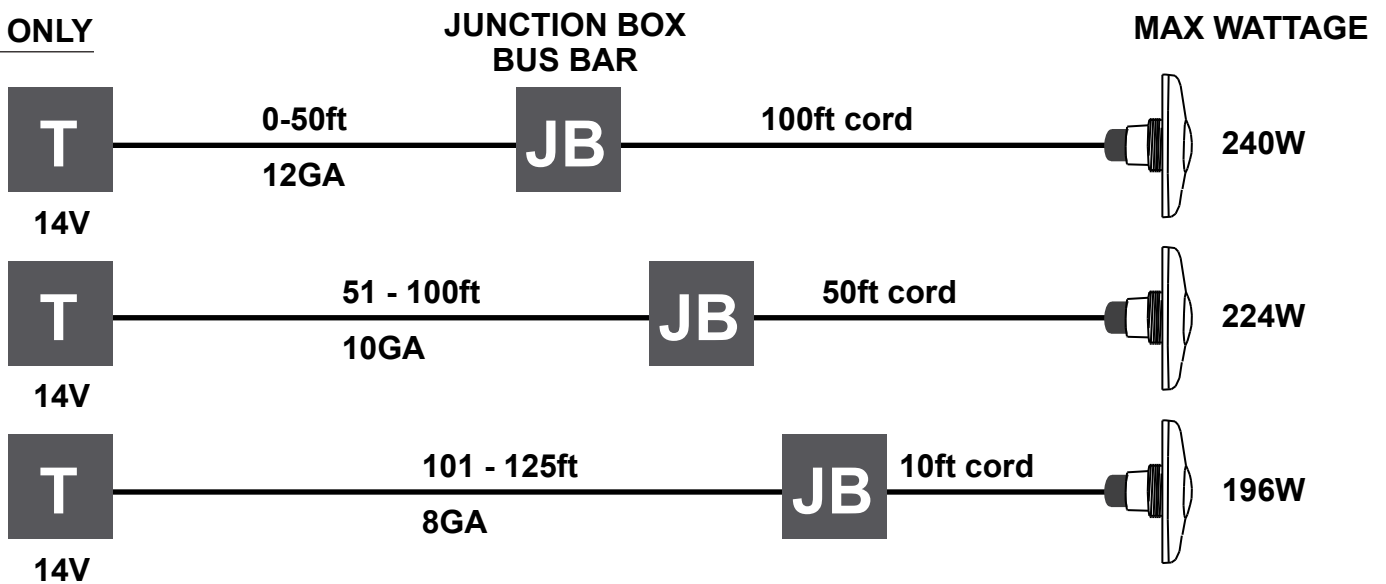 ONLY
JUNCTION BOX
BUS BAR
MAX WATTAGE
T
0-50ft
12GA
JB
100ft cord
240W
14V
T
51 - 100ft
10GA
JB
50ft cord
224W
14V
T
101 - 125ft
8GA
JB
10ft cord
196W
14V